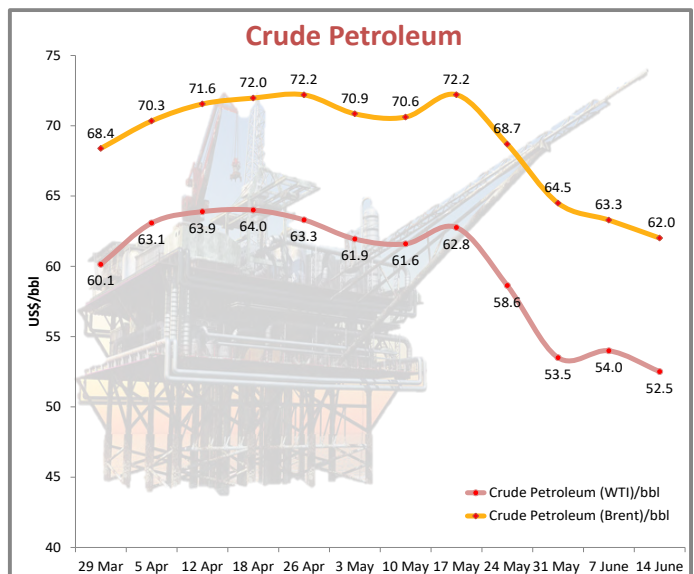 Crude Petroleum
75
70
65
60
55
50
45
40
US$/bbl
68.4 70.3 71.6 72.0 72.2 70.9 70.6 72.2 68.7 64.5 63.3 62.0
60.1 63.1 63.9 64.0 63.3 61.9 61.6 62.8 58.6 53.5 54.0 52.5
Crude Petroleum (WTI)/bbl
Crude Petroleum (Brent)/bbl
29 Mar 5 Apr 12 Apr 18 Apr 26 Apr 3 May 10 May 17 May 24 May 31 May 7 June 14 June